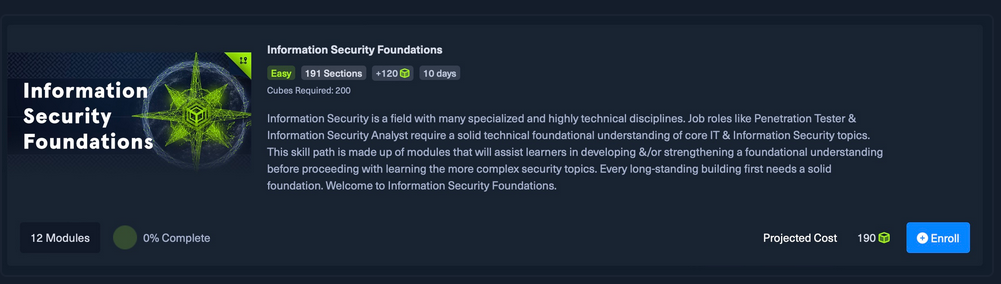 Information
Security
Foundations
Information Security Foundations
Easy
191 Sections
+120
10 days
Cubes Required: 200
Information Security is a field with many specialized and highly technical disciplines. Job roles like Penetration Tester &
Information Security Analyst require a solid technical foundational understanding of core IT & Information Security topics.
This skill path is made up of modules that will assist learners in developing &/or strengthening a foundational understanding
before proceeding with learning the more complex security topics. Every long-standing building first needs a solid
foundation. Welcome to Information Security Foundations.
12 Modules
0% Complete
Projected Cost
190
Enroll